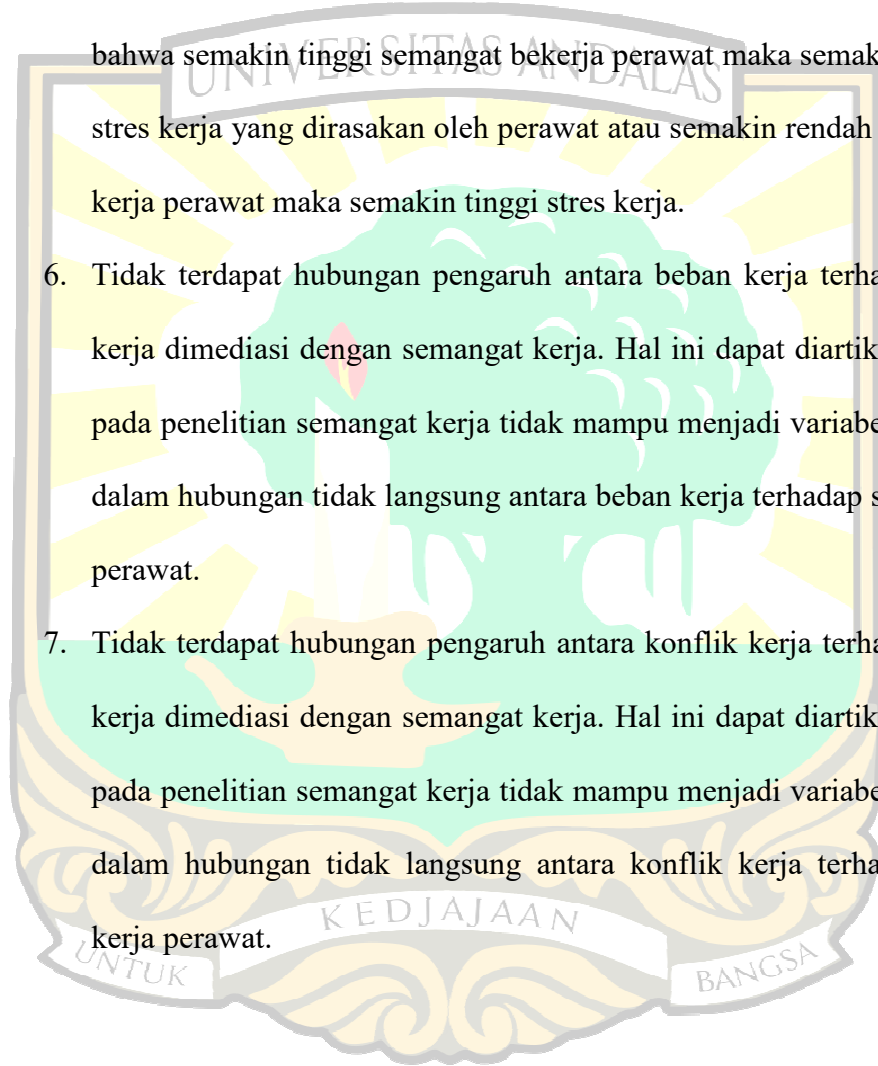 bahwa semakin tinggi semangat bekerja perawat maka semak
UNIVERSITAS ANDALAS
stres kerja yang dirasakan oleh perawat atau semakin rendah
kerja perawat maka semakin tinggi stres kerja.
6. Tidak terdapat hubungan pengaruh antara beban kerja terha
kerja dimediasi dengan semangat kerja. Hal ini dapat diartik
pada penelitian semangat kerja tidak mampu menjadi variabe
dalam hubungan tidak langsung antara beban kerja terhadap s
perawat.
7. Tidak terdapat hubungan pengaruh antara konflik kerja terha
kerja dimediasi dengan semangat kerja. Hal ini dapat diartik
pada penelitian semangat kerja tidak mampu menjadi variabe
dalam hubungan tidak langsung antara konflik kerja terha
kerja perawat.
UNTUK KEDJAJAAN BANGSA